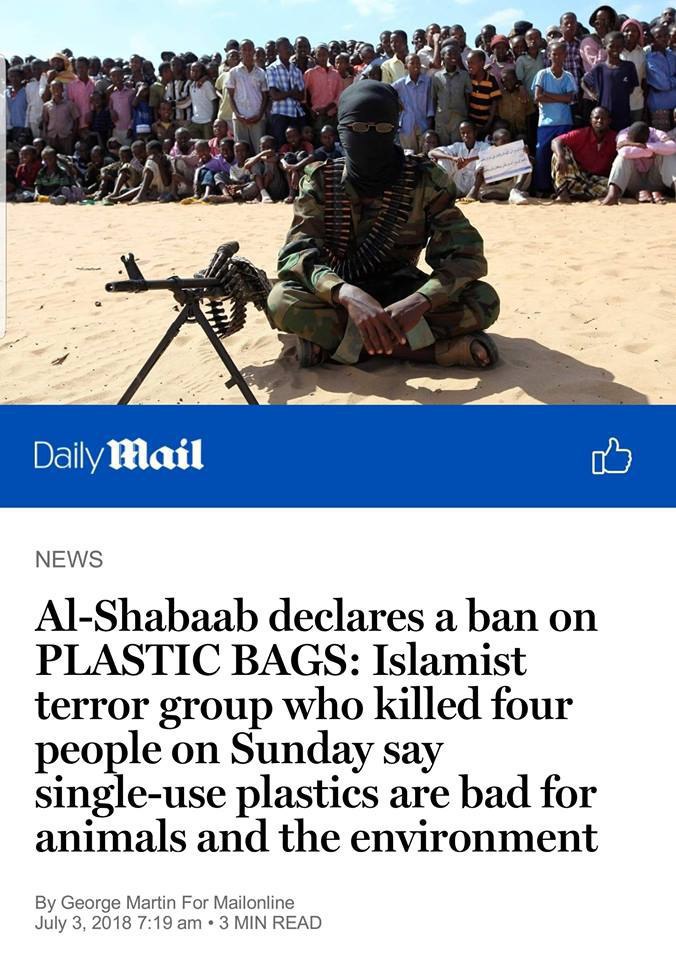 Daily Mail
NEWS
Al-Shabaab declares a ban on
PLASTIC BAGS: Islamist
terror group who killed four
people on Sunday say
single-use plastics are bad for
animals and the environment
By George Martin For Mailonline
July 3, 2018 7:19 am • 3 MIN READ